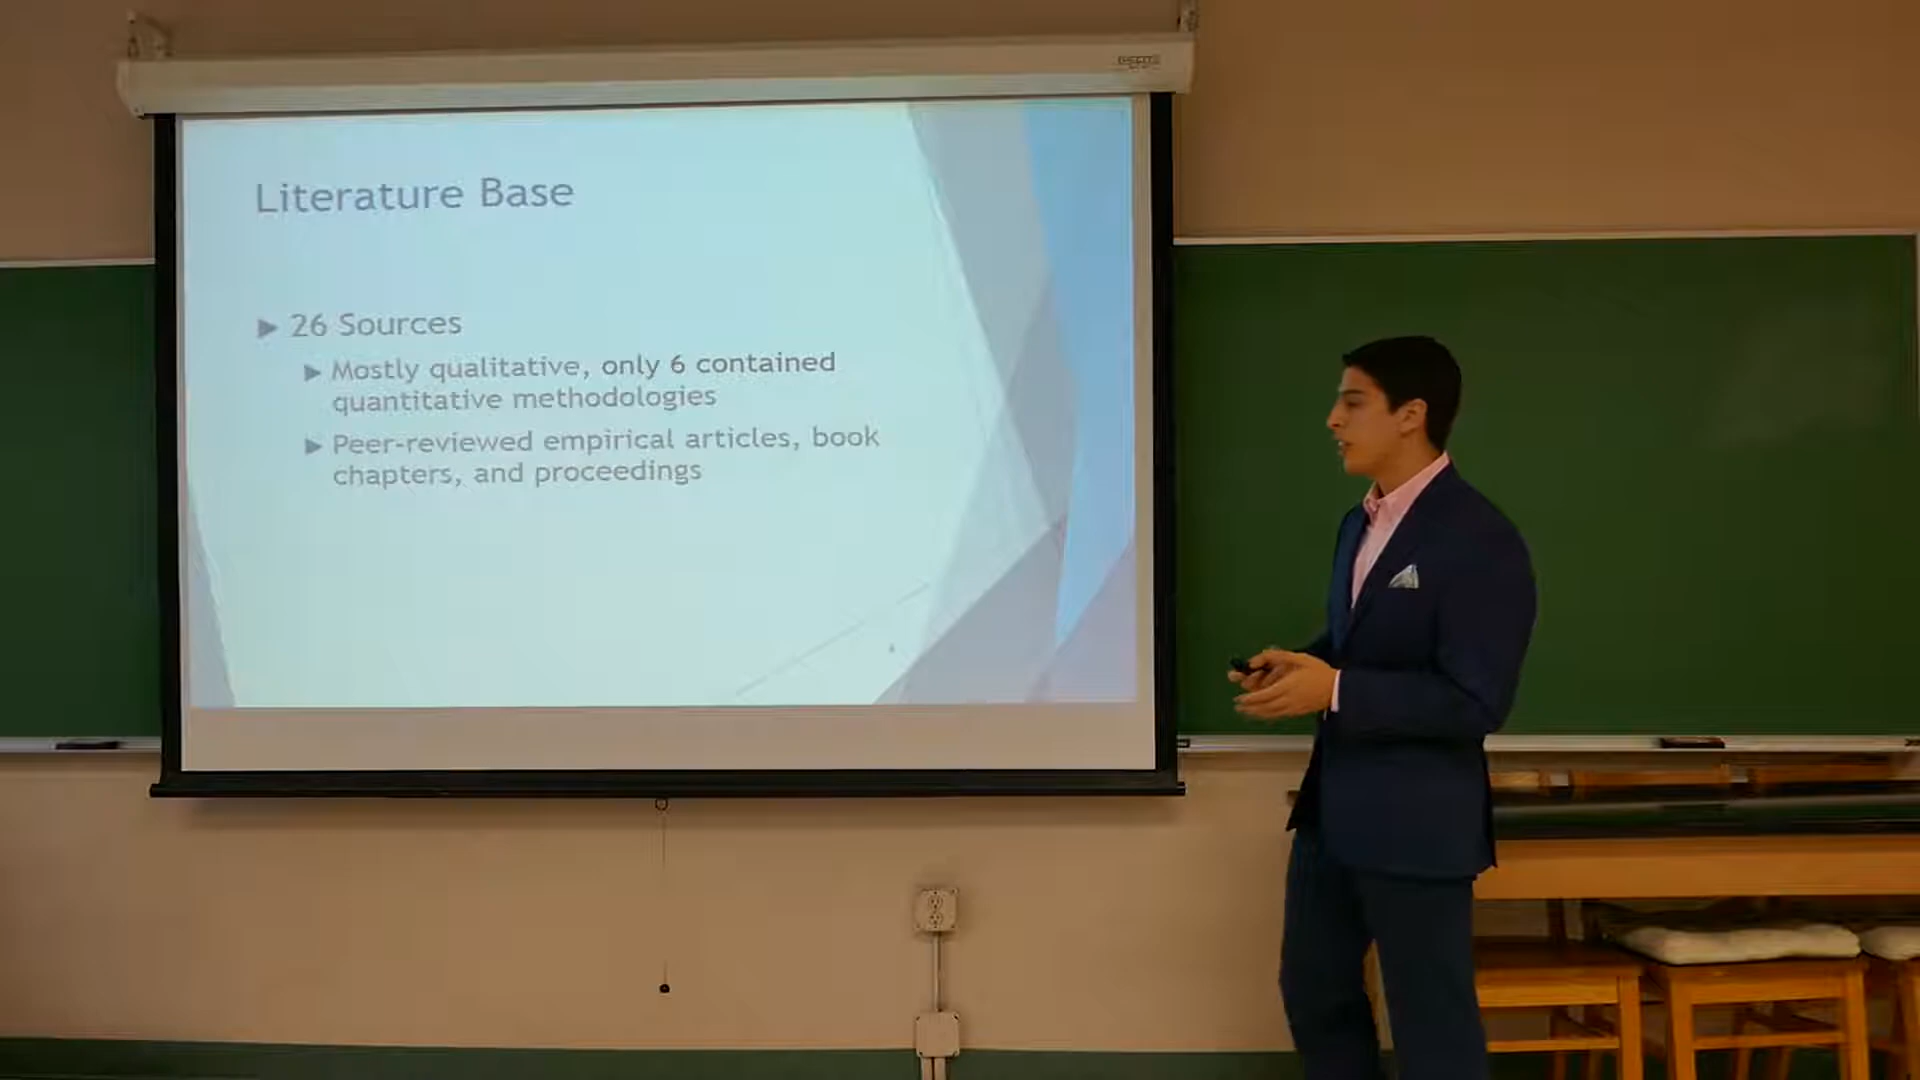 Literature Base
26 Sources
Mostly qualitative, only 6 contained
quantitative methodologies
Peer-reviewed empirical articles, book
chapters, and proceedings